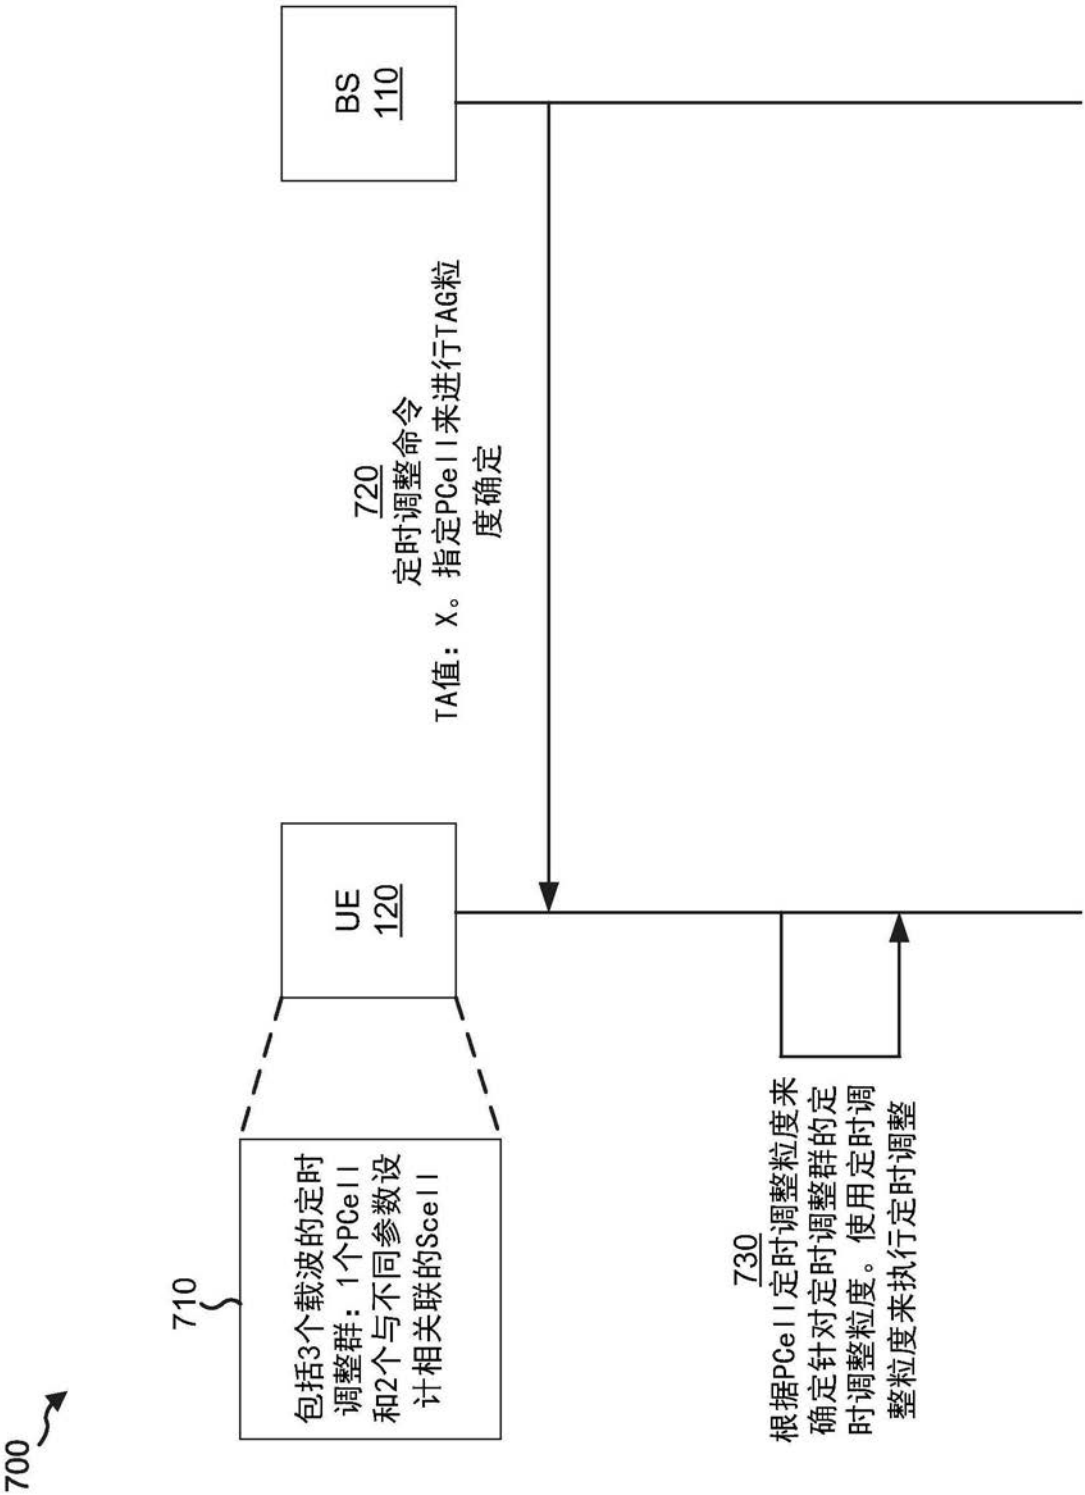 700
710
包括3个载波的定时
调整群：1个PCell
和2个与不同参数设
计相关联的Scell
UE
120
BS
110
720
定时调整命令
TA值：X。指定PCell来进行TAG粒
度确定
730
根据PCell定时调整粒度来
确定针对定时调整群的定
时调整粒度。使用定时调
整粒度来执行定时调整